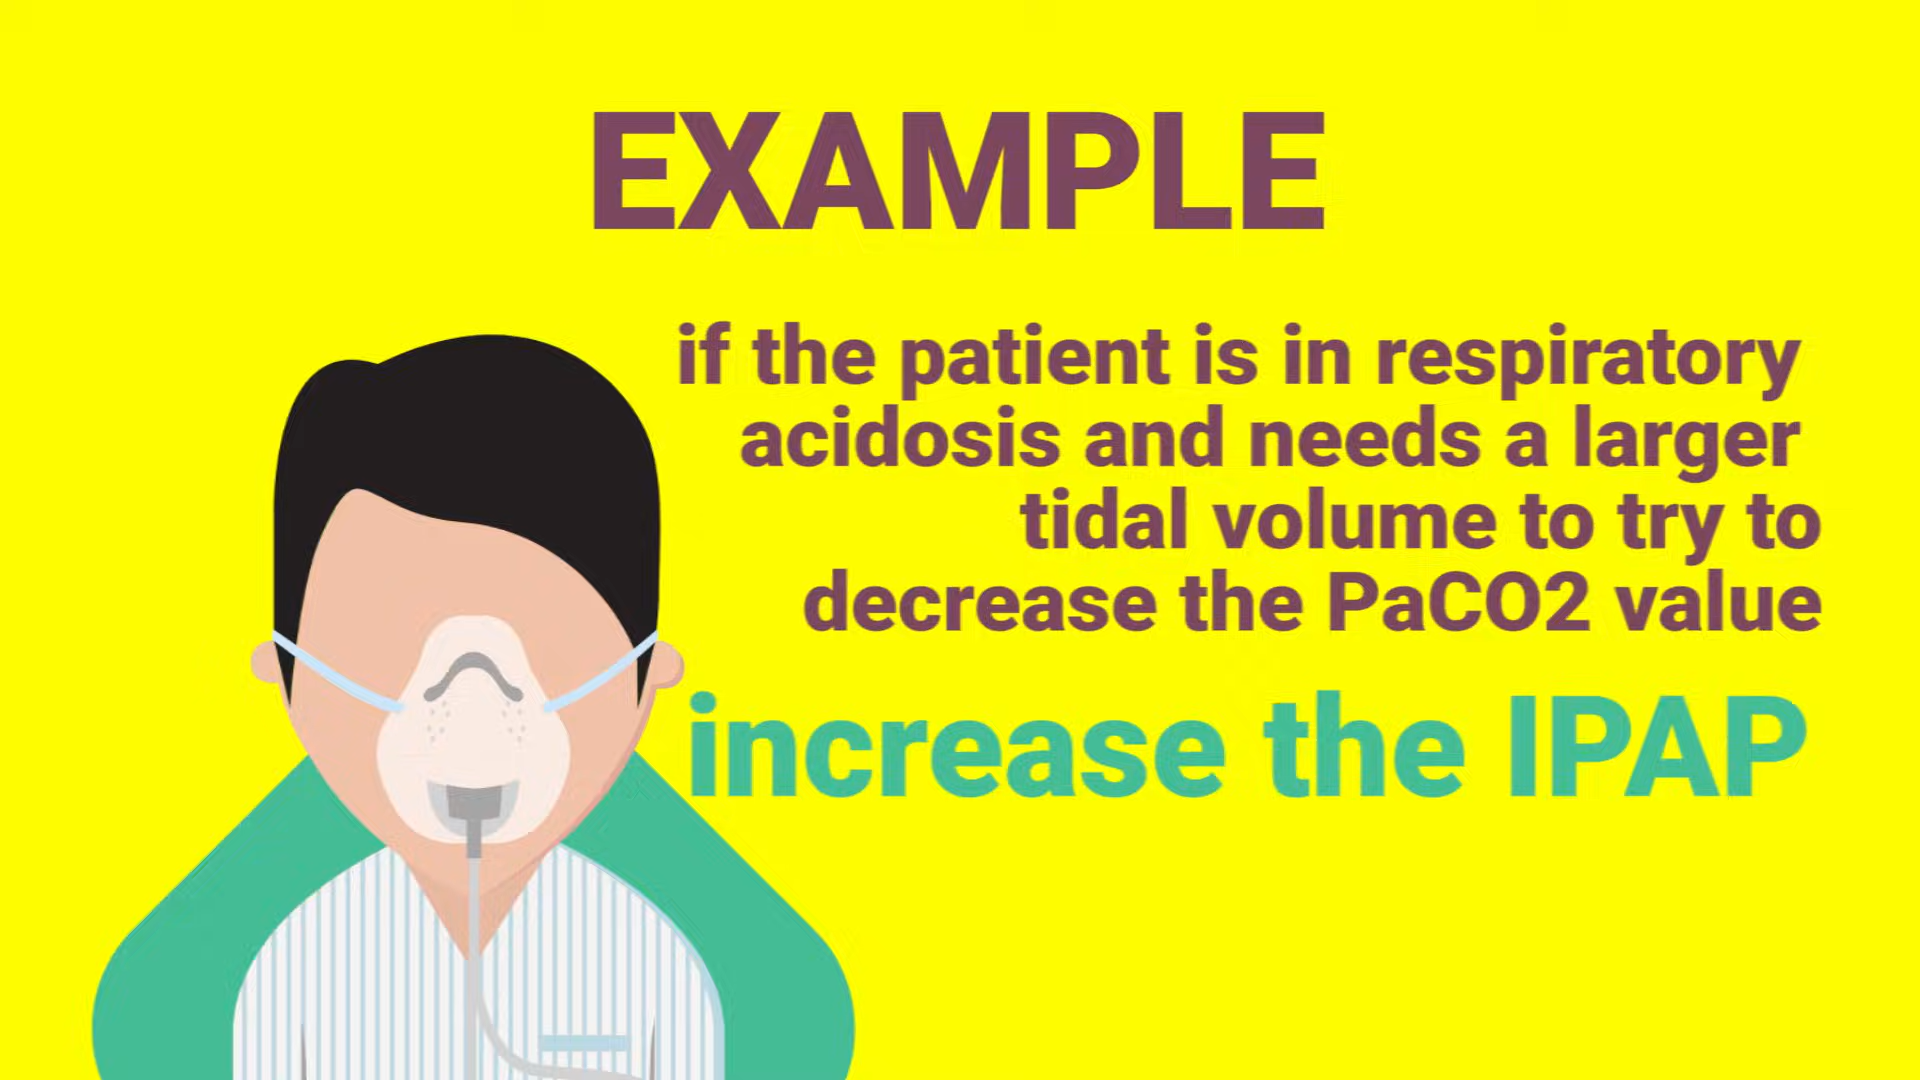 EXAMPLE
if the patient is in respiratory
acidosis and needs a larger
tidal volume to try to
decrease the PaCO2 value
increase the IPAP